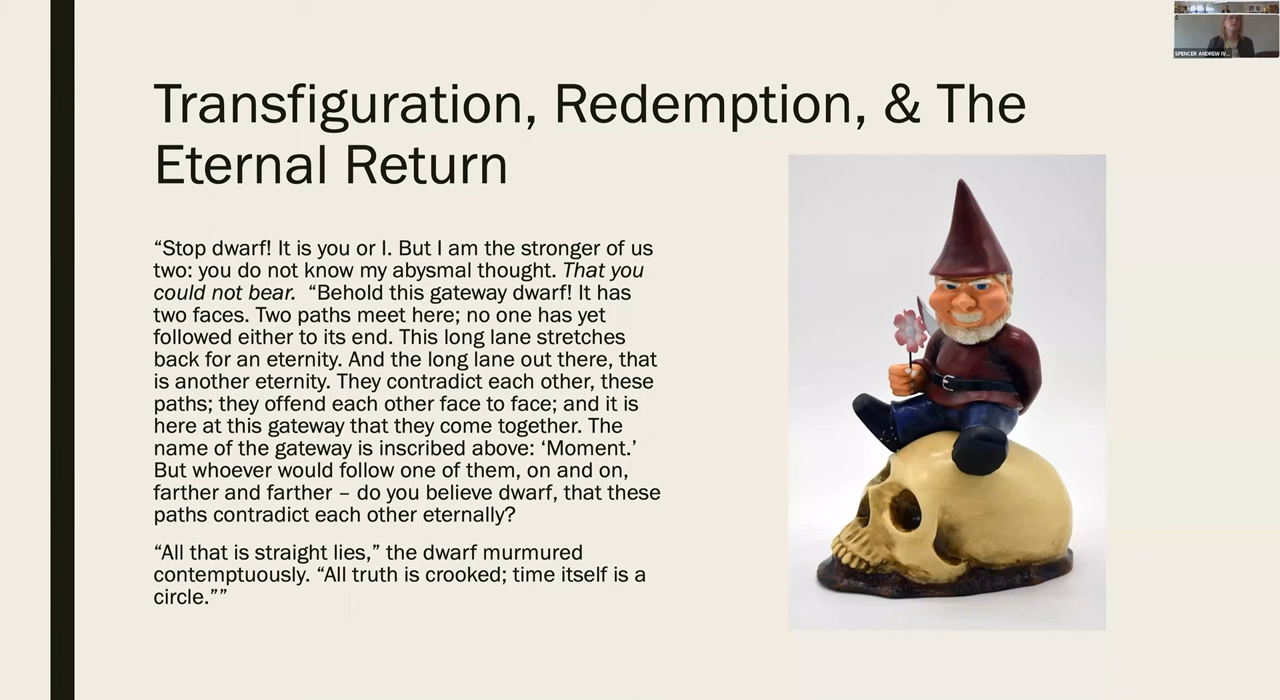 SPENCER ANDREW IV...
Transfiguration, Redemption, & The
Eternal Return
“Stop dwarf! It is you or I. But I am the stronger of us
two: you do not know my abysmal thought. That you
could not bear.  “Behold this gateway dwarf! It has
two faces. Two paths meet here; no one has yet
followed either to its end. This long lane stretches
back for an eternity. And the long lane out there, that
is another eternity. They contradict each other, these
paths; they offend each other face to face; and it is
here at this gateway that they come together. The
name of the gateway is inscribed above: ‘Moment.’
But whoever would follow one of them, on and on,
farther and farther – do you believe dwarf, that these
paths contradict each other eternally?
“All that is straight lies,” the dwarf murmured
contemptuously. “All truth is crooked; time itself is a
circle.””